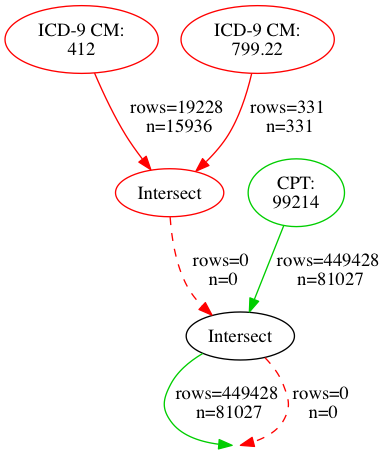 ICD-9 CM:
412
ICD-9 CM:
799.22
rows=19228
n=15936
rows=331
n=331
Intersect
CPT:
99214
rows=0
n=0
rows=449428
n=81027
Intersect
rows=449428
n=81027
rows=0
n=0